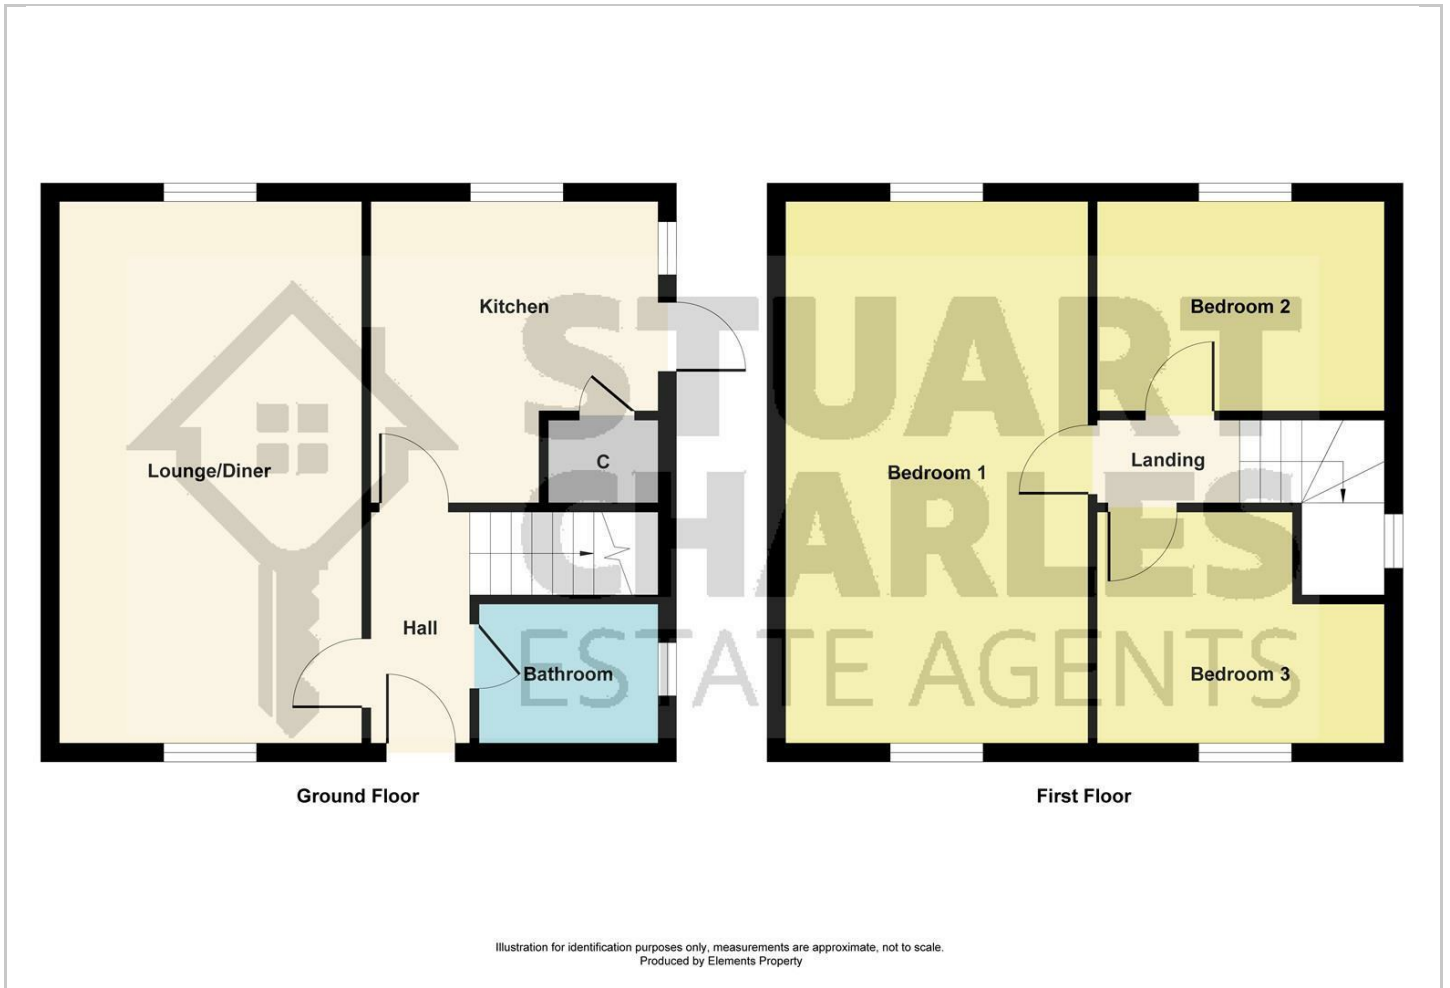 Kitchen
Lounge/Diner
C
Hall
Bathroom
Ground Floor
Bedroom 1
Bedroom 2
Landing
Bedroom 3
First Floor
STUART
CHARLES
ESTATE AGENTS
Illustration for identification purposes only, measurements are approximate, not to scale.
Produced by Elements Property